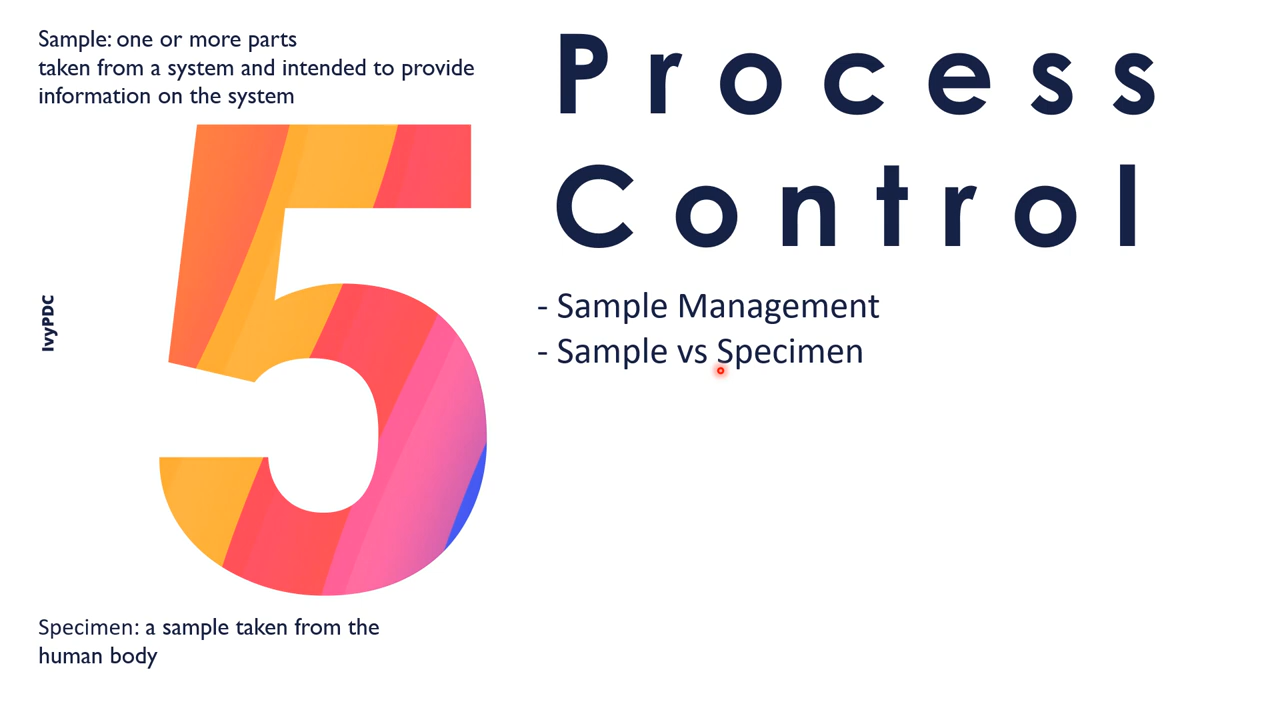 Sample: one or more parts
taken from a system and intended to provide
information on the system
5
IvyPDC
Specimen: a sample taken from the
human body
Process
Control
- Sample Management
- Sample vs Specimen